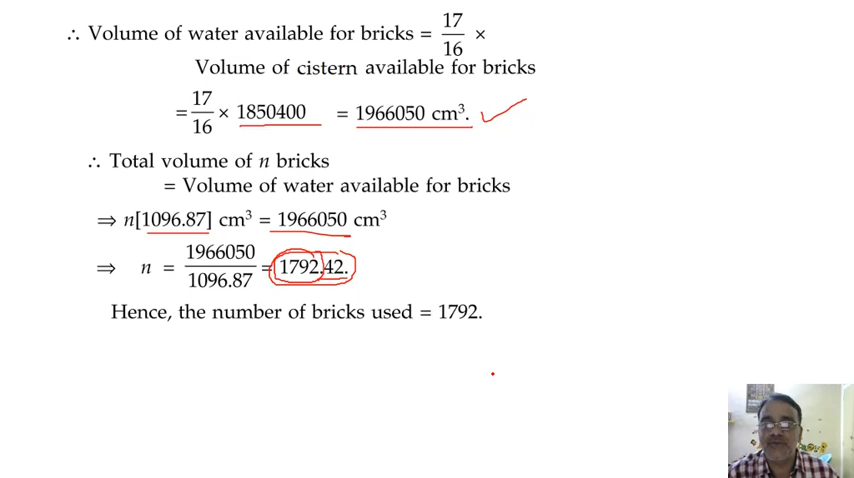 ∴ Volume of water available for bricks = 17/16 ×
Volume of cistern available for bricks
= 17/16 × 1850400 = 1966050 cm³.
∴ Total volume of n bricks
= Volume of water available for bricks
⇒ n[1096.87] cm³ = 1966050 cm³
⇒ n = 1966050/1096.87 = 1792.42.
Hence, the number of bricks used = 1792.